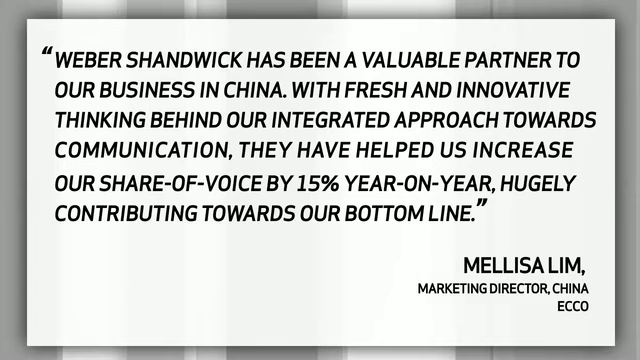 “WEBER SHANDWICK HAS BEEN A VALUABLE PARTNER TO
OUR BUSINESS IN CHINA. WITH FRESH AND INNOVATIVE
THINKING BEHIND OUR INTEGRATED APPROACH TOWARDS
COMMUNICATION, THEY HAVE HELPED US INCREASE
OUR SHARE-OF-VOICE BY 15% YEAR-ON-YEAR, HUGELY
CONTRIBUTING TOWARDS OUR BOTTOM LINE.”
MELLISA LIM,
MARKETING DIRECTOR, CHINA
ECCO